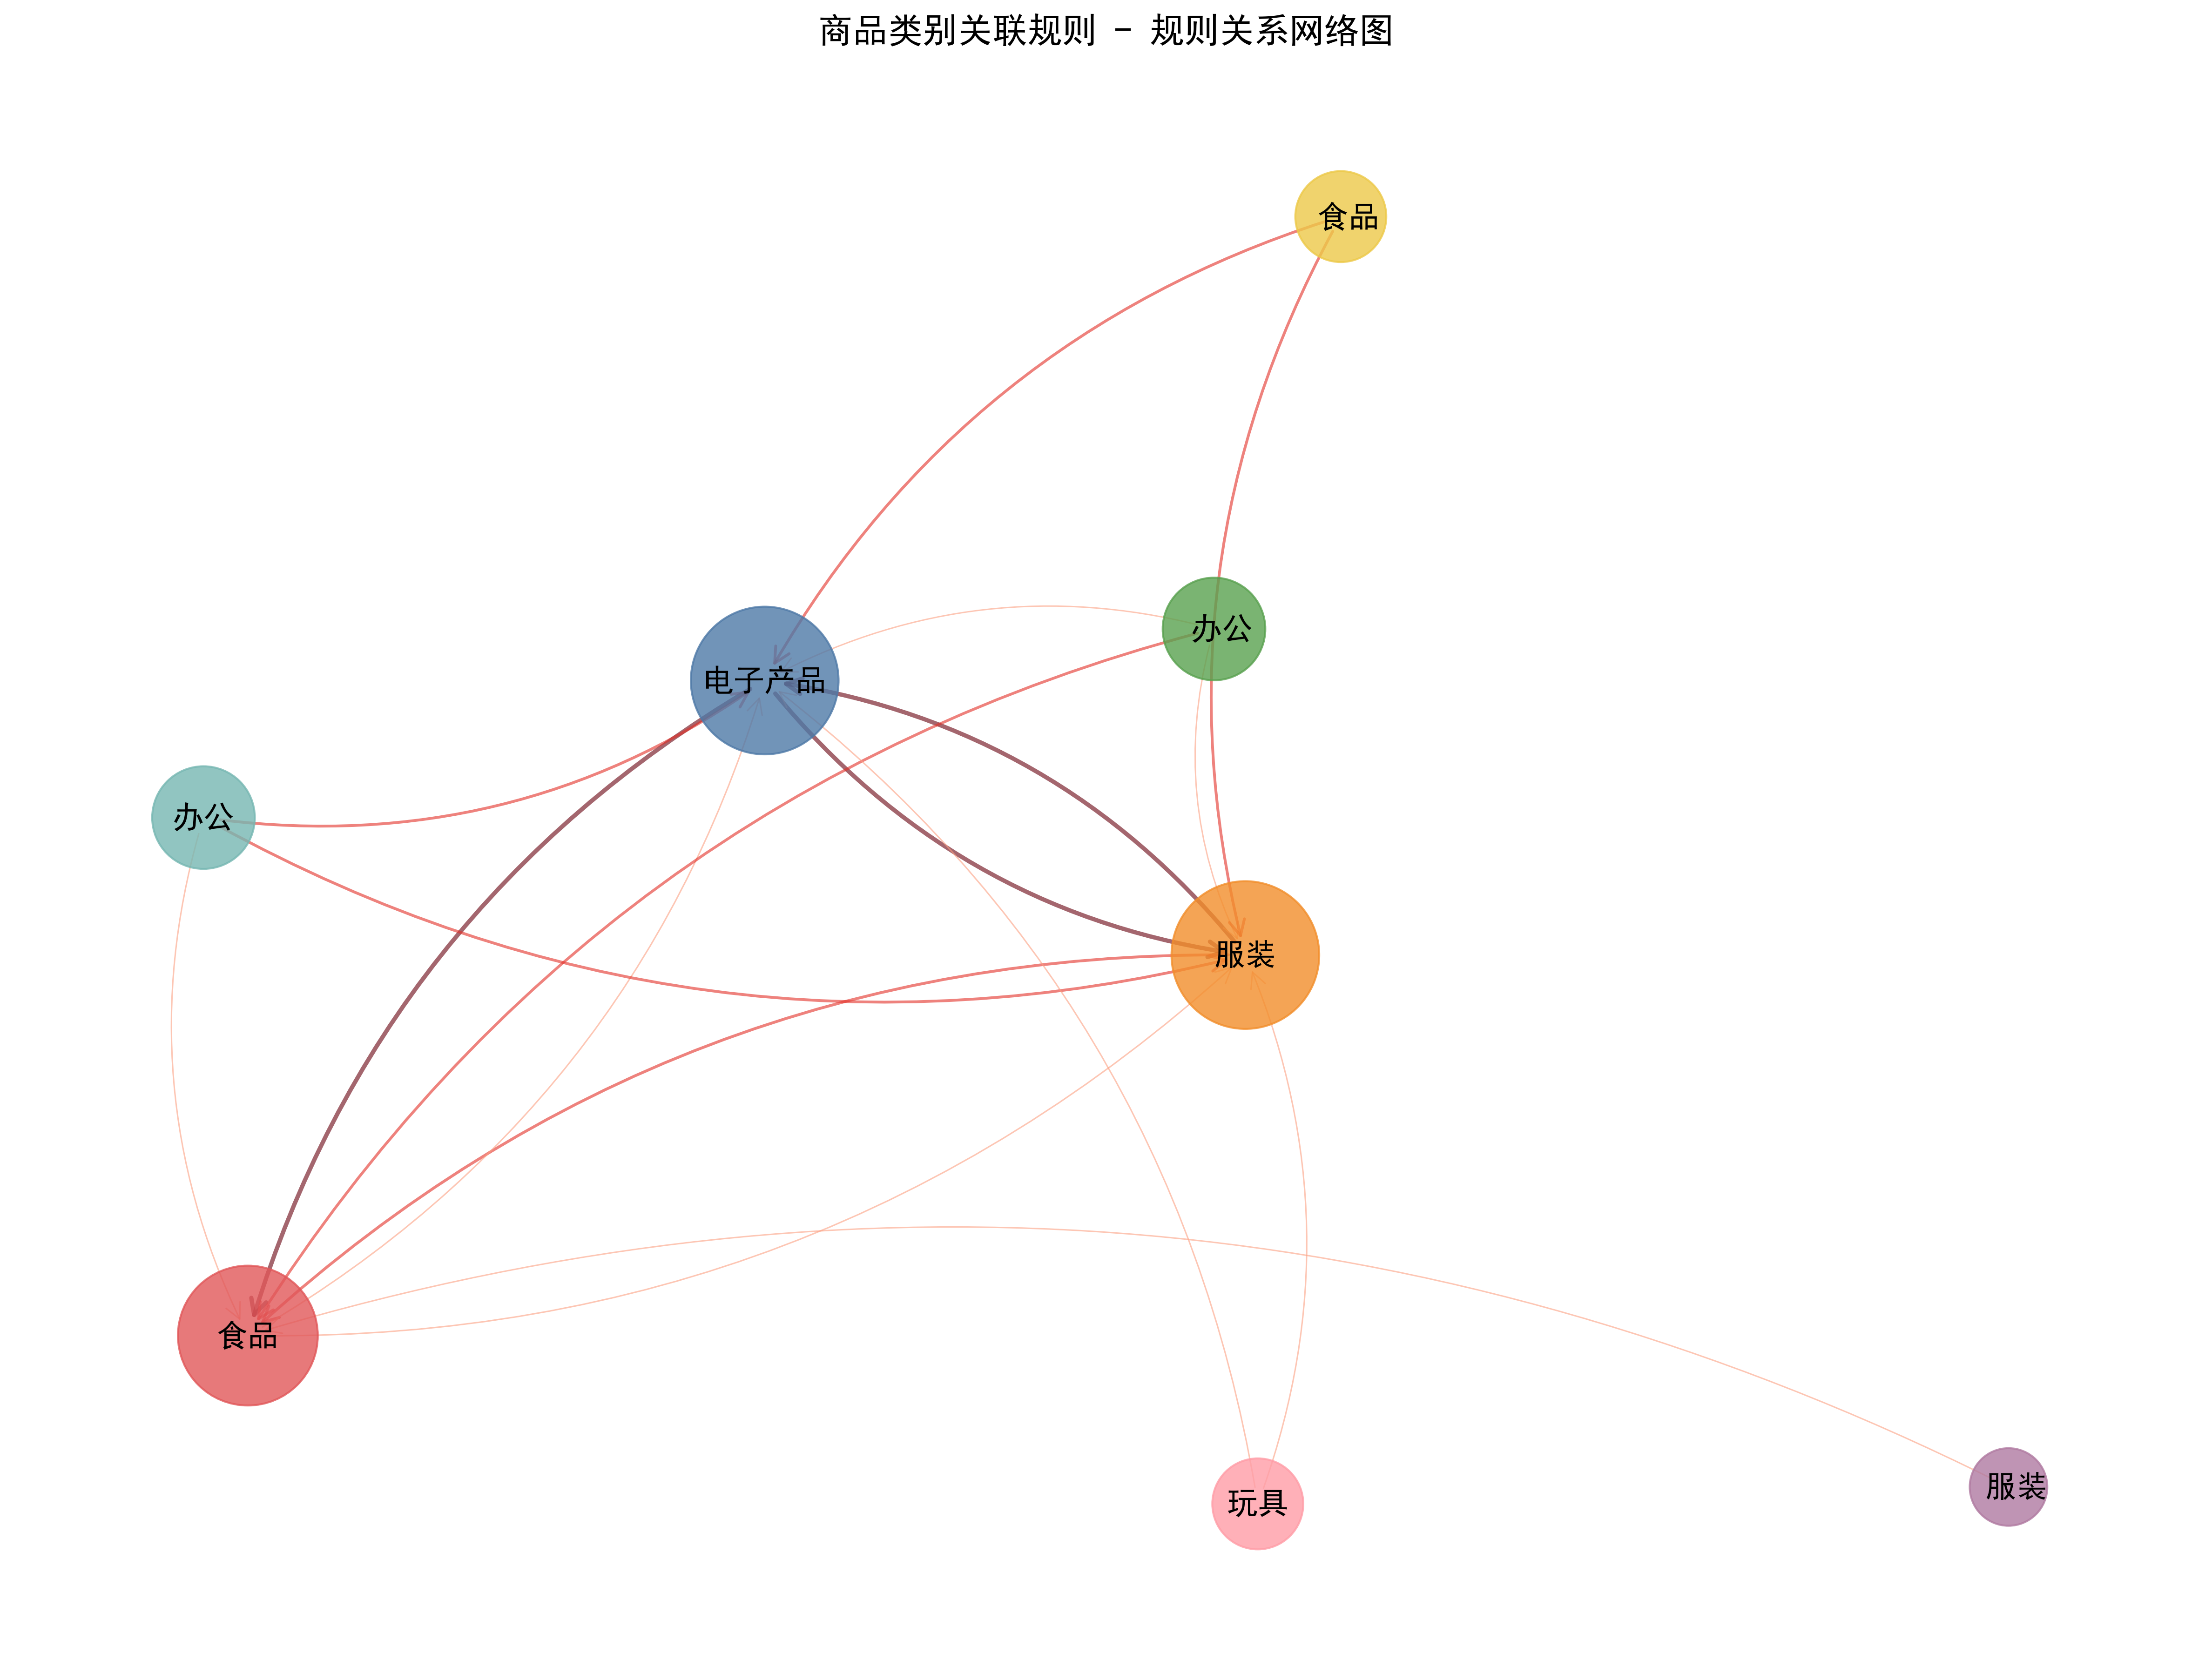 商品类别关联规则 - 规则关系网络图
食品
办公
电子产品
办公
服装
食品
服装
玩具